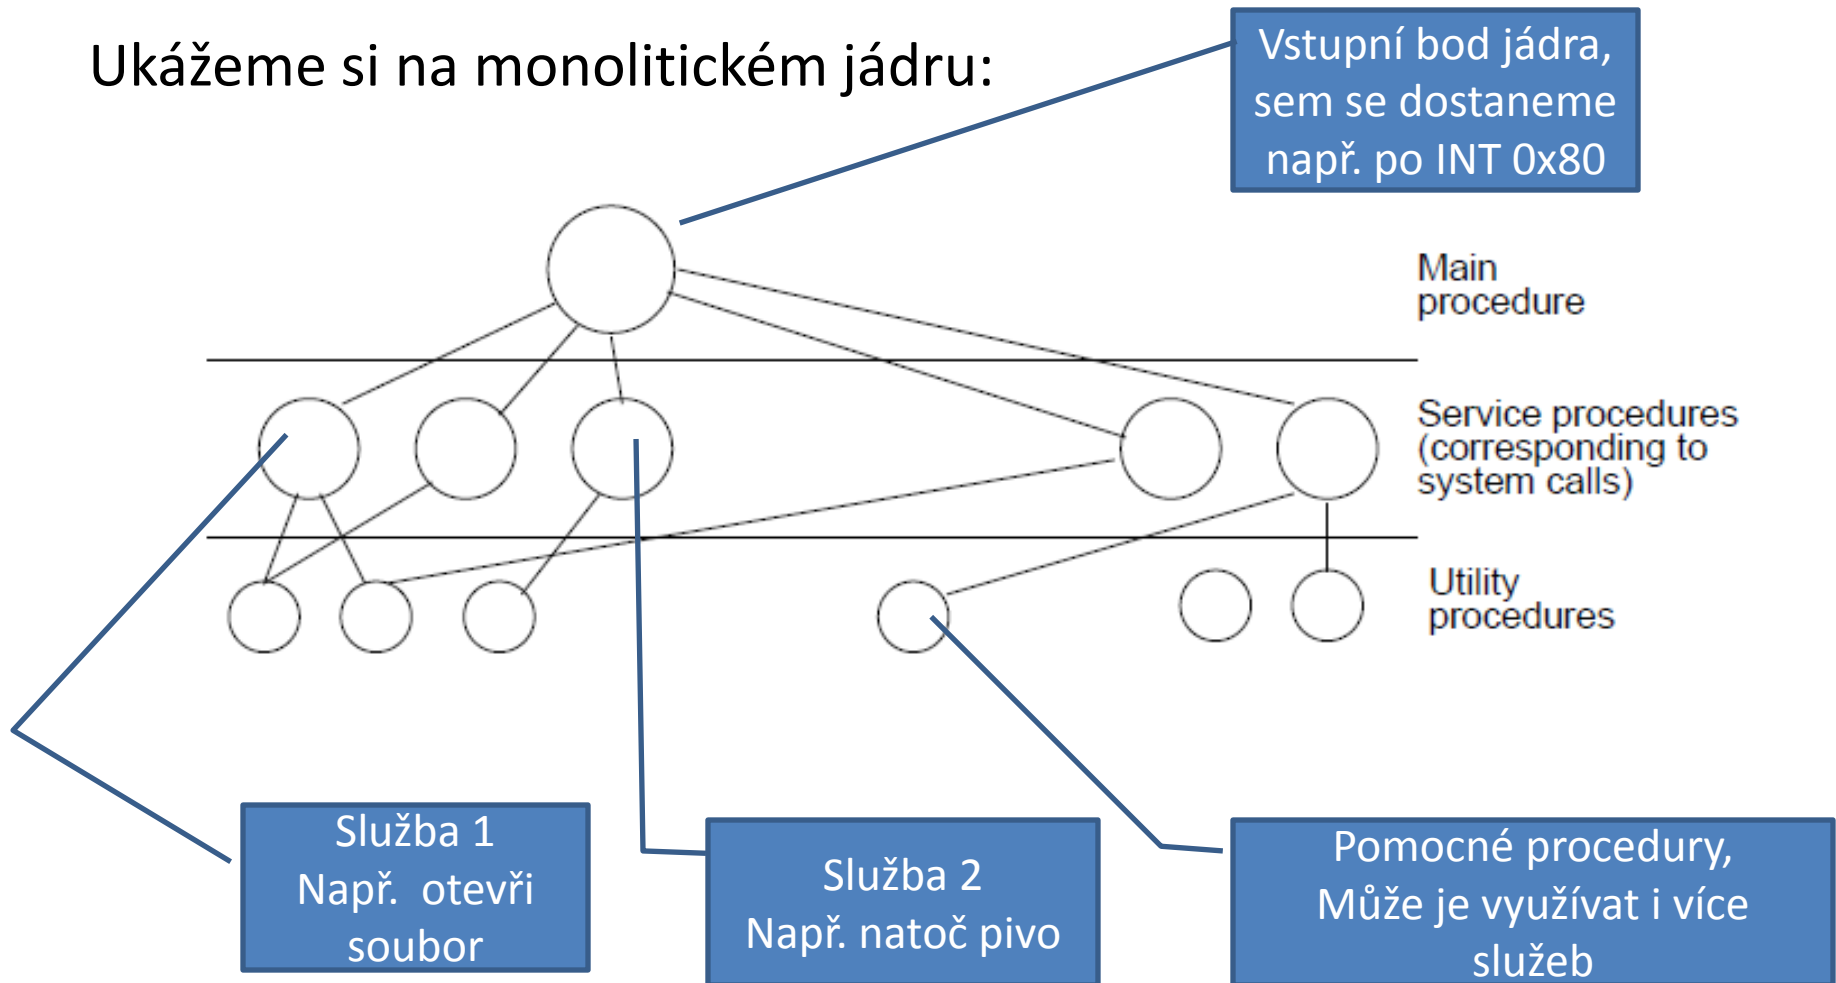 Ukážeme si na monolitickém jádru:
Vstupní bod jádra,
sem se dostaneme
např. po INT 0x80
Main
procedure
Service procedures
(corresponding to
system calls)
Utility
procedures
Služba 1
Např.  otevři
soubor
Služba 2
Např. natoč pivo
Pomocné procedury,
Může je využívat i více
služeb